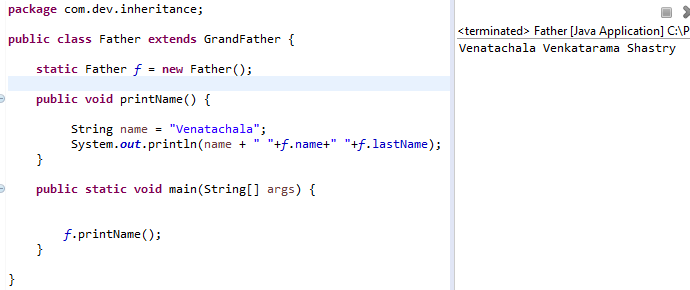 package com.dev.inheritance;
public class Father extends GrandFather {
static Father f = new Father();
public void printName() {
String name = "Venatachala";
System.out.println(name + " "+f.name+" "+f.lastName);
}
public static void main(String[] args) {
f.printName();
}
}
<terminated> Father [Java Application] C:\P
Venatachala Venkatarama Shastry